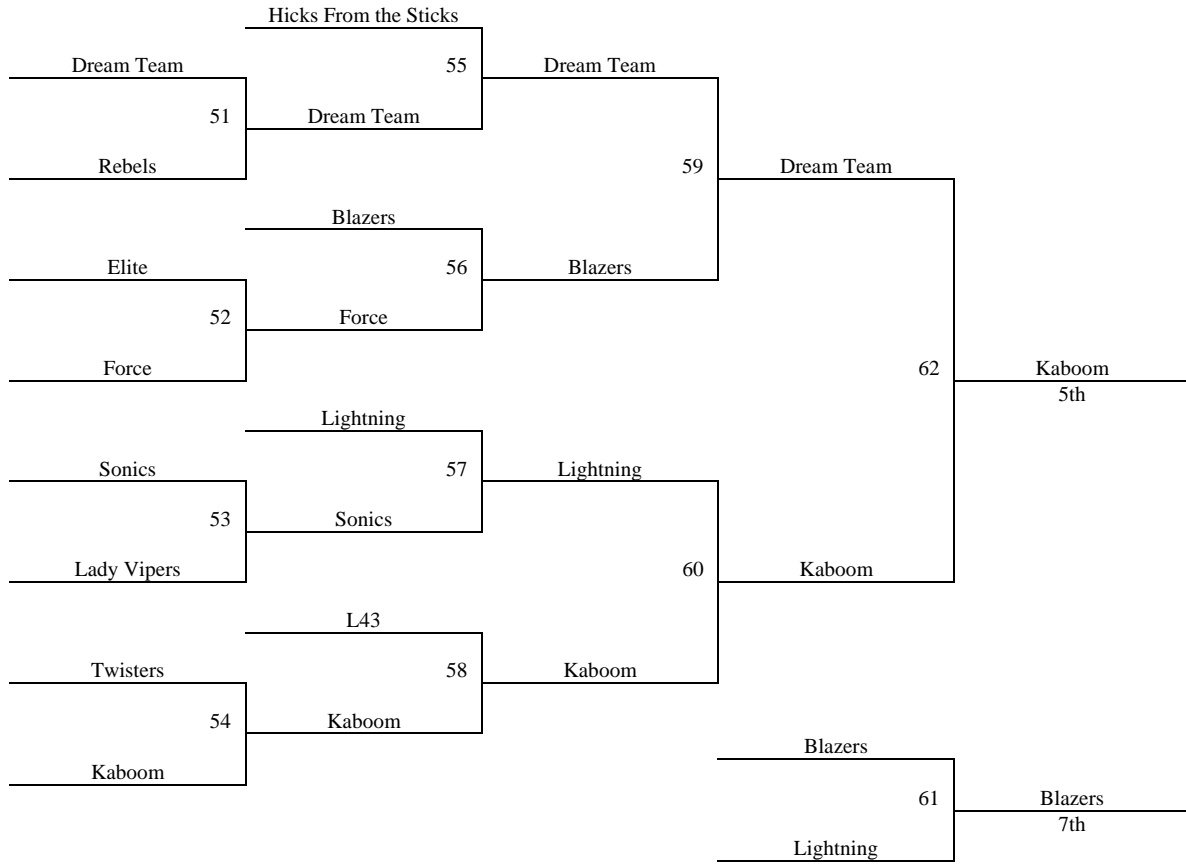 Hicks From the Sticks
Dream Team
55
Dream Team
51
Dream Team
Rebels
59
Dream Team
Blazers
Elite
56
Blazers
52
Force
Force
62
Kaboom
5th
Lightning
Sonics
57
Lightning
53
Sonics
Lady Vipers
60
Kaboom
L43
Twisters
58
Kaboom
54
Kaboom
Blazers
Kaboom
61
Blazers
7th
Lightning